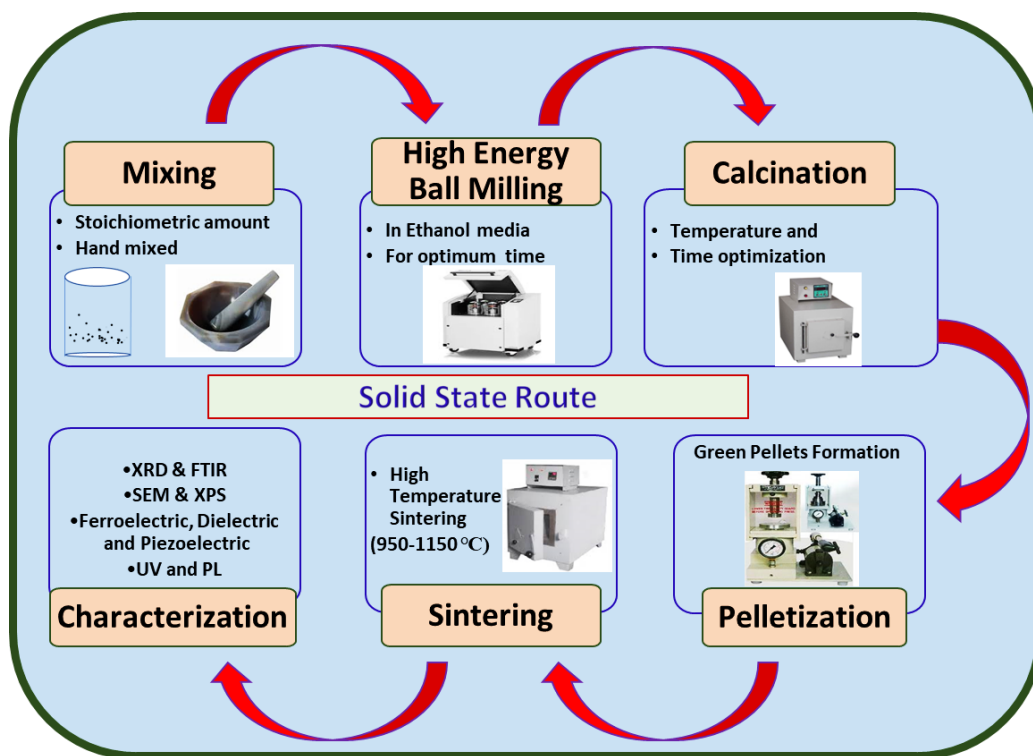 Mixing
• Stoichiometric amount
• Hand mixed
High Energy
Ball Milling
• In Ethanol media
• For optimum time
Calcination
• Temperature and
• Time optimization
Solid State Route
Green Pellets Formation
Pelletization
• High
Temperature
Sintering
(950-1150 °C)
Sintering
•XRD & FTIR
•SEM & XPS
•Ferroelectric, Dielectric
and Piezoelectric
•UV and PL
Characterization